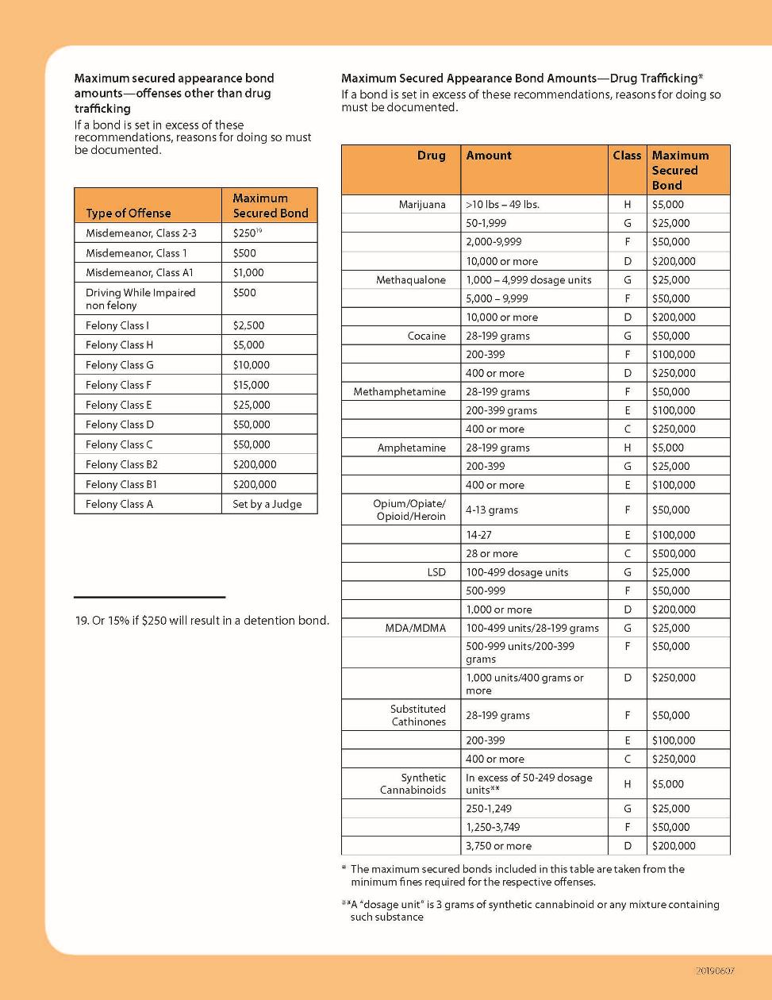 Maximum secured appearance bond
amounts—offenses other than drug
trafficking
If a bond is set in excess of these
recommendations, reasons for doing so must
be documented.
Type of Offense Maximum Secured Bond
Misdemeanor, Class 2-3 $250¹⁹
Misdemeanor, Class 1 $500
Misdemeanor, Class A1 $1,000
Driving While Impaired $500
non felony
Felony Class I $2,500
Felony Class H $5,000
Felony Class G $10,000
Felony Class F $15,000
Felony Class E $25,000
Felony Class D $50,000
Felony Class C $50,000
Felony Class B2 $200,000
Felony Class B1 $200,000
Felony Class A Set by a Judge
19. Or 15% if $250 will result in a detention bond.
Maximum Secured Appearance Bond Amounts—Drug Trafficking*
If a bond is set in excess of these recommendations, reasons for doing so
must be documented.
Drug Amount Class Maximum
Secured
Bond
Marijuana >10 lbs – 49 lbs. H $5,000
50-1,999 G $25,000
2,000-9,999 F $50,000
10,000 or more D $200,000
Methaqualone 1,000 – 4,999 dosage units G $25,000
5,000 – 9,999 F $50,000
10,000 or more D $200,000
Cocaine 28-199 grams G $50,000
200-399 F $100,000
400 or more D $250,000
Methamphetamine 28-199 grams F $50,000
200-399 grams E $100,000
400 or more C $250,000
Amphetamine 28-199 grams H $5,000
200-399 G $25,000
400 or more E $100,000
Opium/Opiate/
Opioid/Heroin 4-13 grams F $50,000
14-27 E $100,000
28 or more C $500,000
LSD 100-499 dosage units G $25,000
500-999 F $50,000
1,000 or more D $200,000
MDA/MDMA 100-499 units/28-199 grams G $25,000
500-999 units/200-399 F $50,000
grams
1,000 units/400 grams or D $250,000
more
Substituted
Cathinones 28-199 grams F $50,000
200-399 E $100,000
400 or more C $250,000
Synthetic In excess of 50-249 dosage
Cannabinoids units** H $5,000
250-1,249 G $25,000
1,250-3,749 F $50,000
3,750 or more D $200,000
* The maximum secured bonds included in this table are taken from the
minimum fines required for the respective offenses.
**A "dosage unit" is 3 grams of synthetic cannabinoid or any mixture containing
such substance
20190607